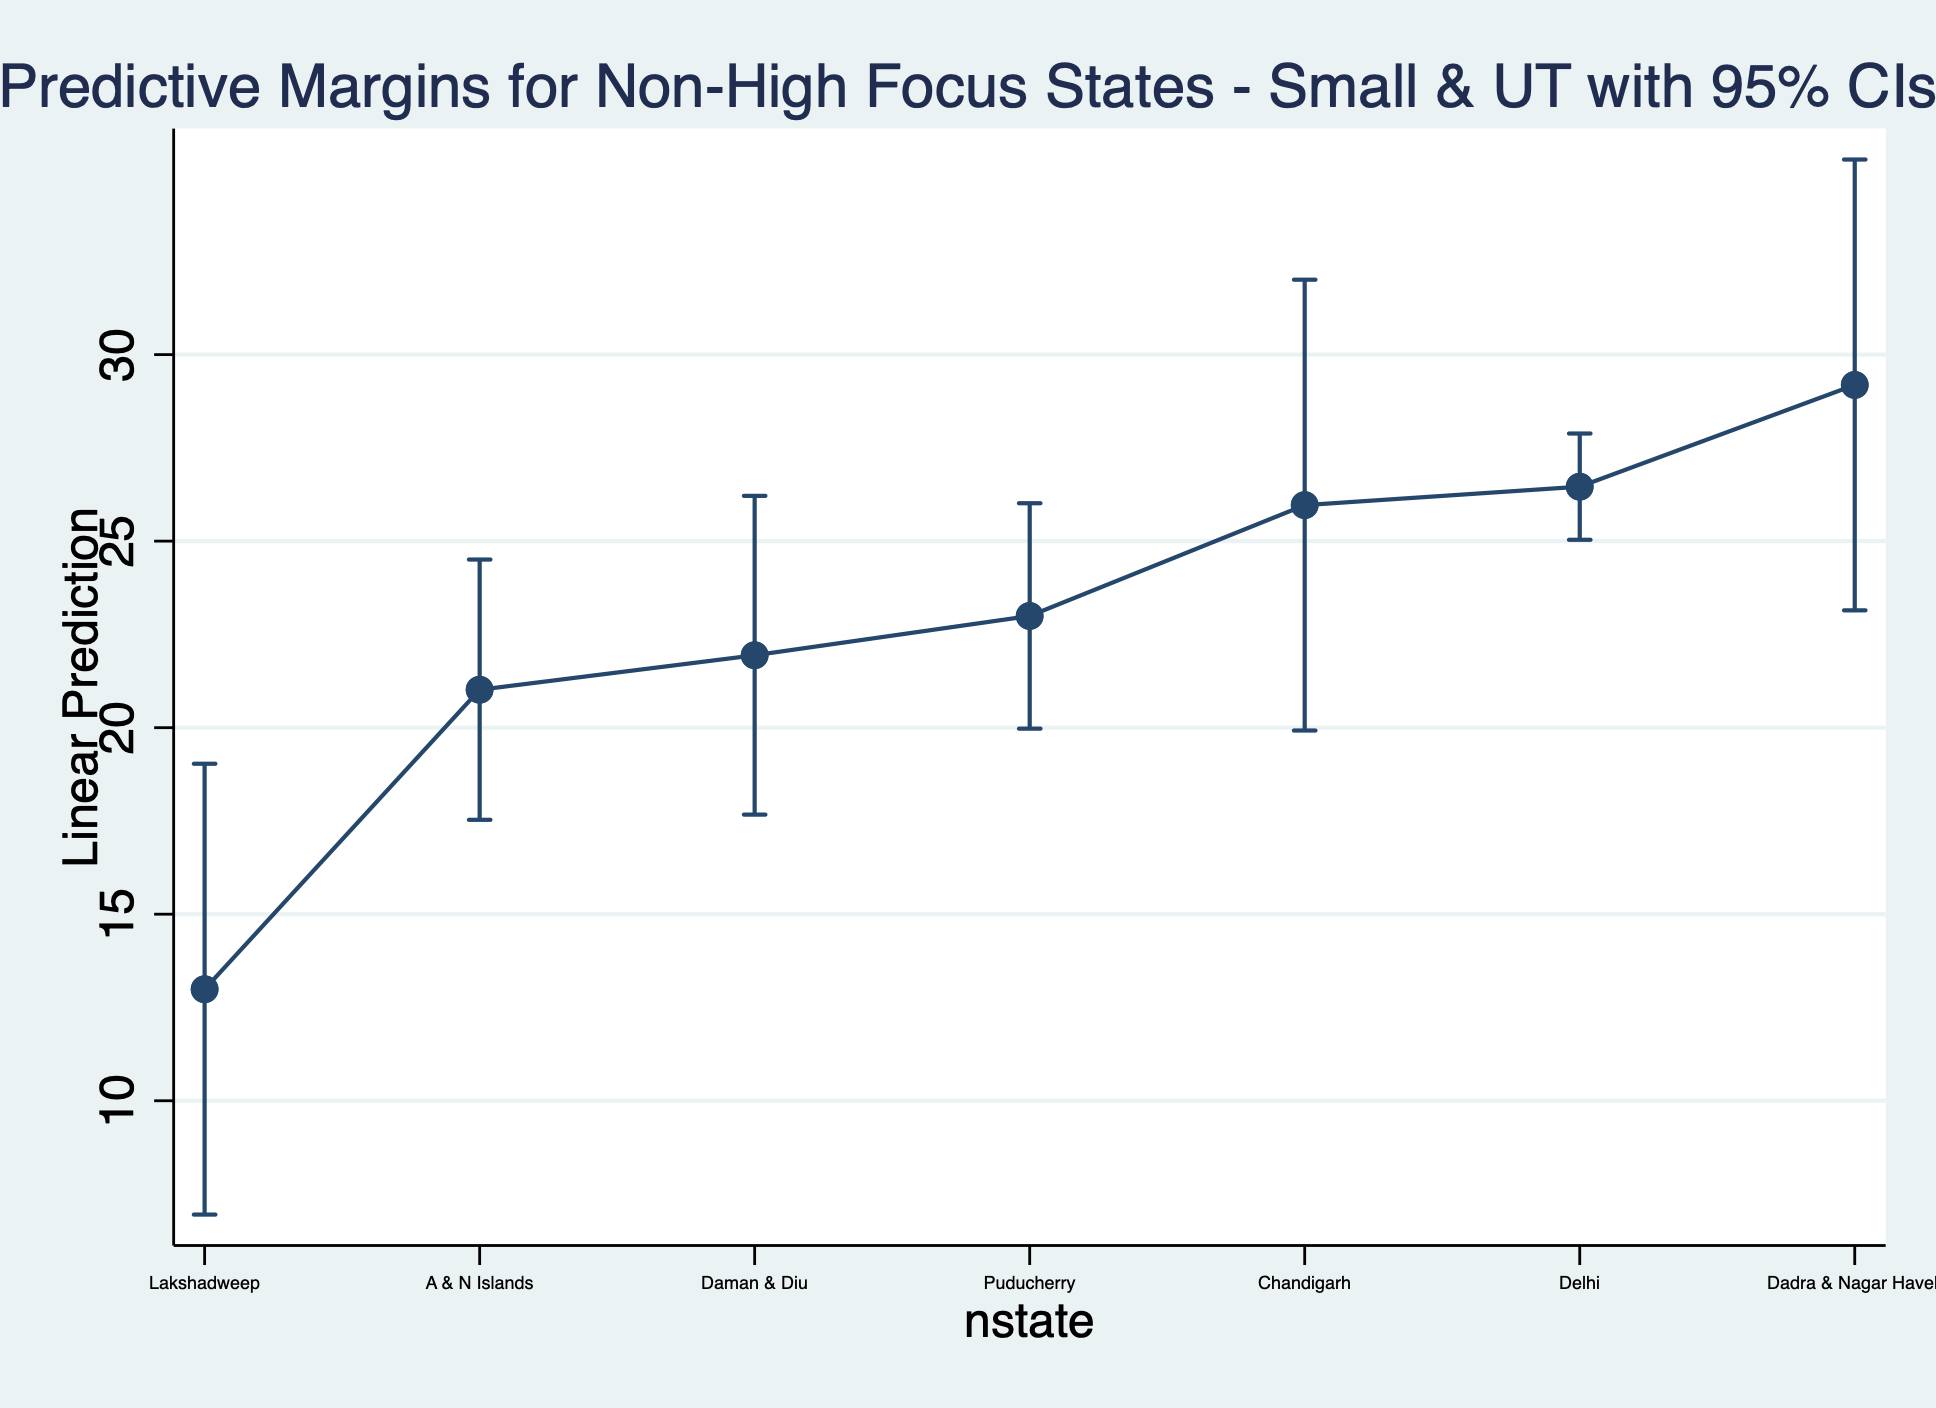 Predictive Margins for Non-High Focus States - Small & UT with 95% CIs
Linear Prediction
30
25
20
15
10
Lakshadweep
A & N Islands
Daman & Diu
Puducherry
Chandigarh
Delhi
Dadra & Nagar Havel
nstate